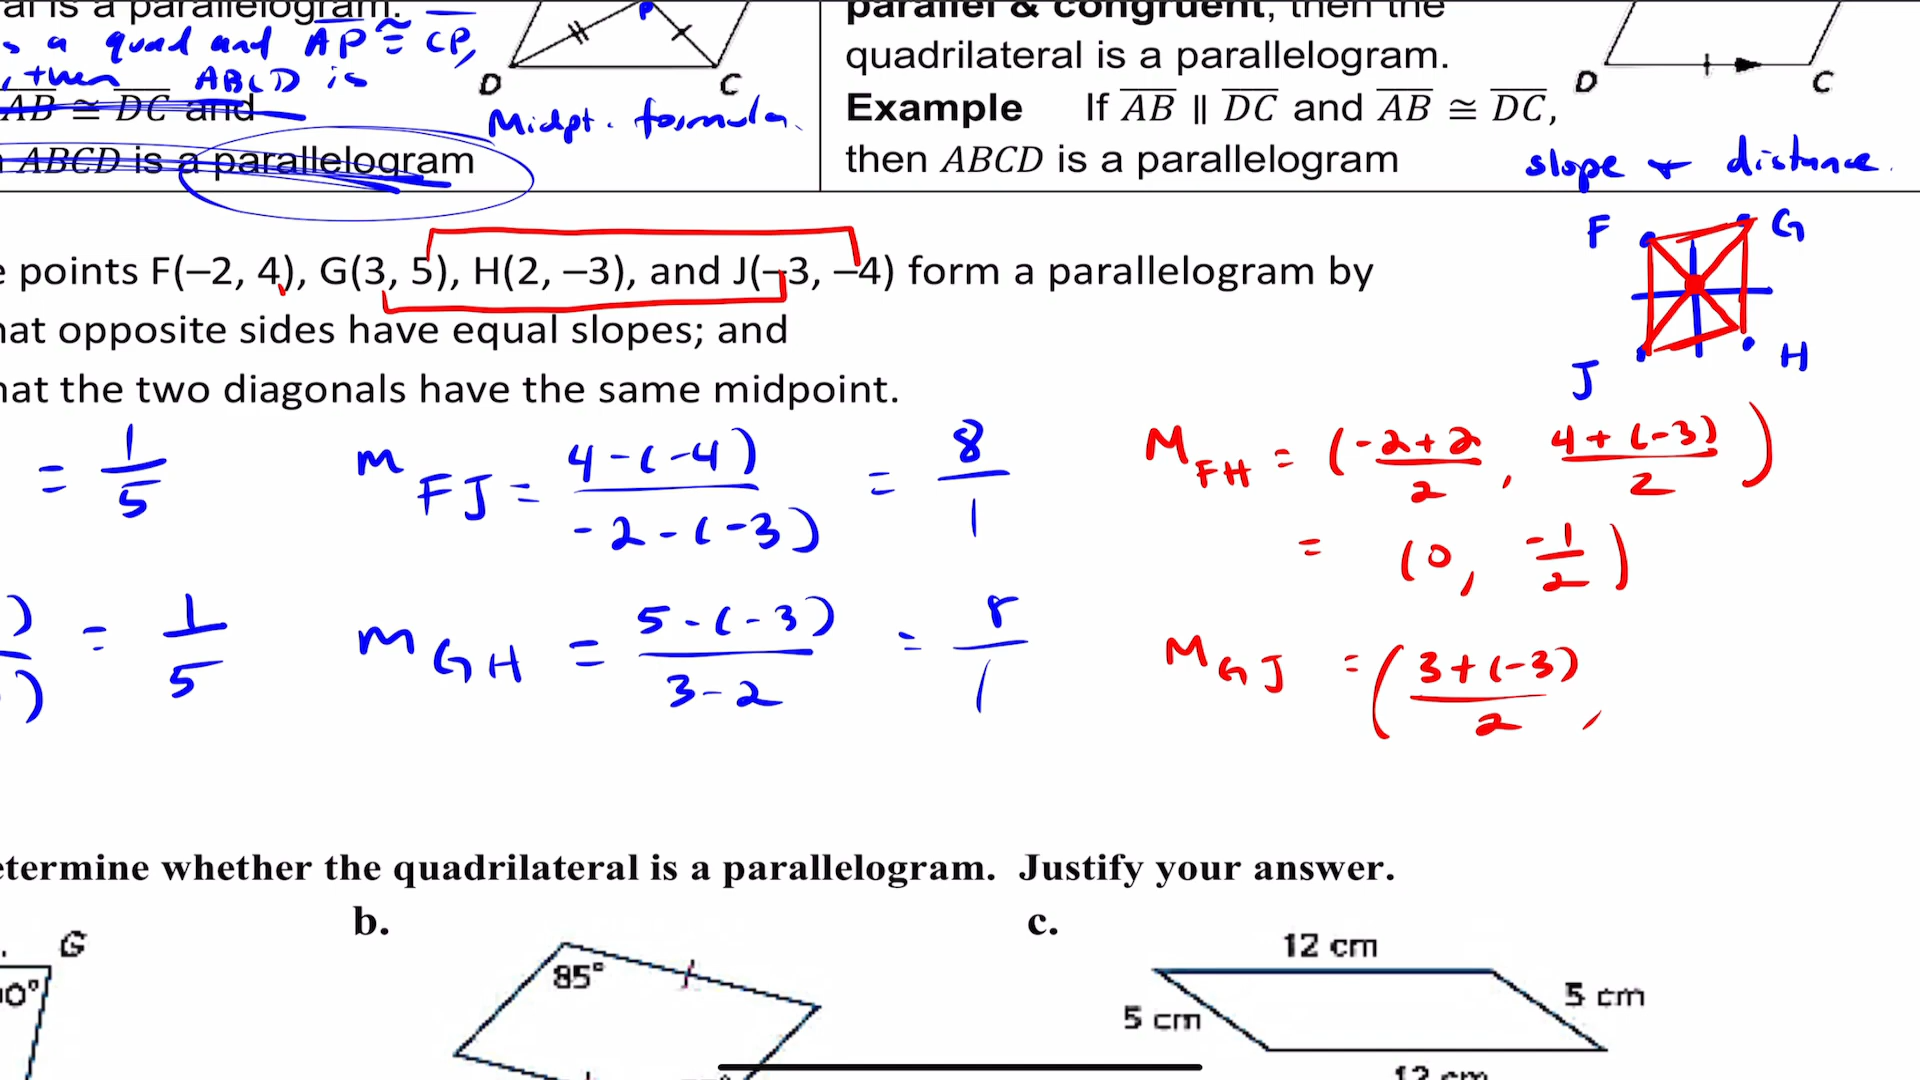 al is a parallelogram.
s a quad and AP ≅ CP,
, then ABCD is
AB ≅ DC and
ABCD is a parallelogram
P
D
C
Midpt. formula.
parallel & congruent, then the
quadrilateral is a parallelogram.
Example If AB ∥ DC and AB ≅ DC,
then ABCD is a parallelogram
D
C
slope + distance.
e points F(–2, 4), G(3, 5), H(2, –3), and J(–3, –4) form a parallelogram by
hat opposite sides have equal slopes; and
hat the two diagonals have the same midpoint.
F
G
J
H
= 1/5
m FJ = 4-(-4) / -2-(-3) = 8/1
) / ) = 1/5
m GH = 5-(-3) / 3-2 = 8/1
M FH = (-2+2 / 2 , 4+(-3) / 2)
= (0, -1/2)
M GJ = (3+(-3) / 2 ,
etermine whether the quadrilateral is a parallelogram. Justify your answer.
G
0°
b.
85°
c.
12 cm
5 cm
5 cm
12 cm